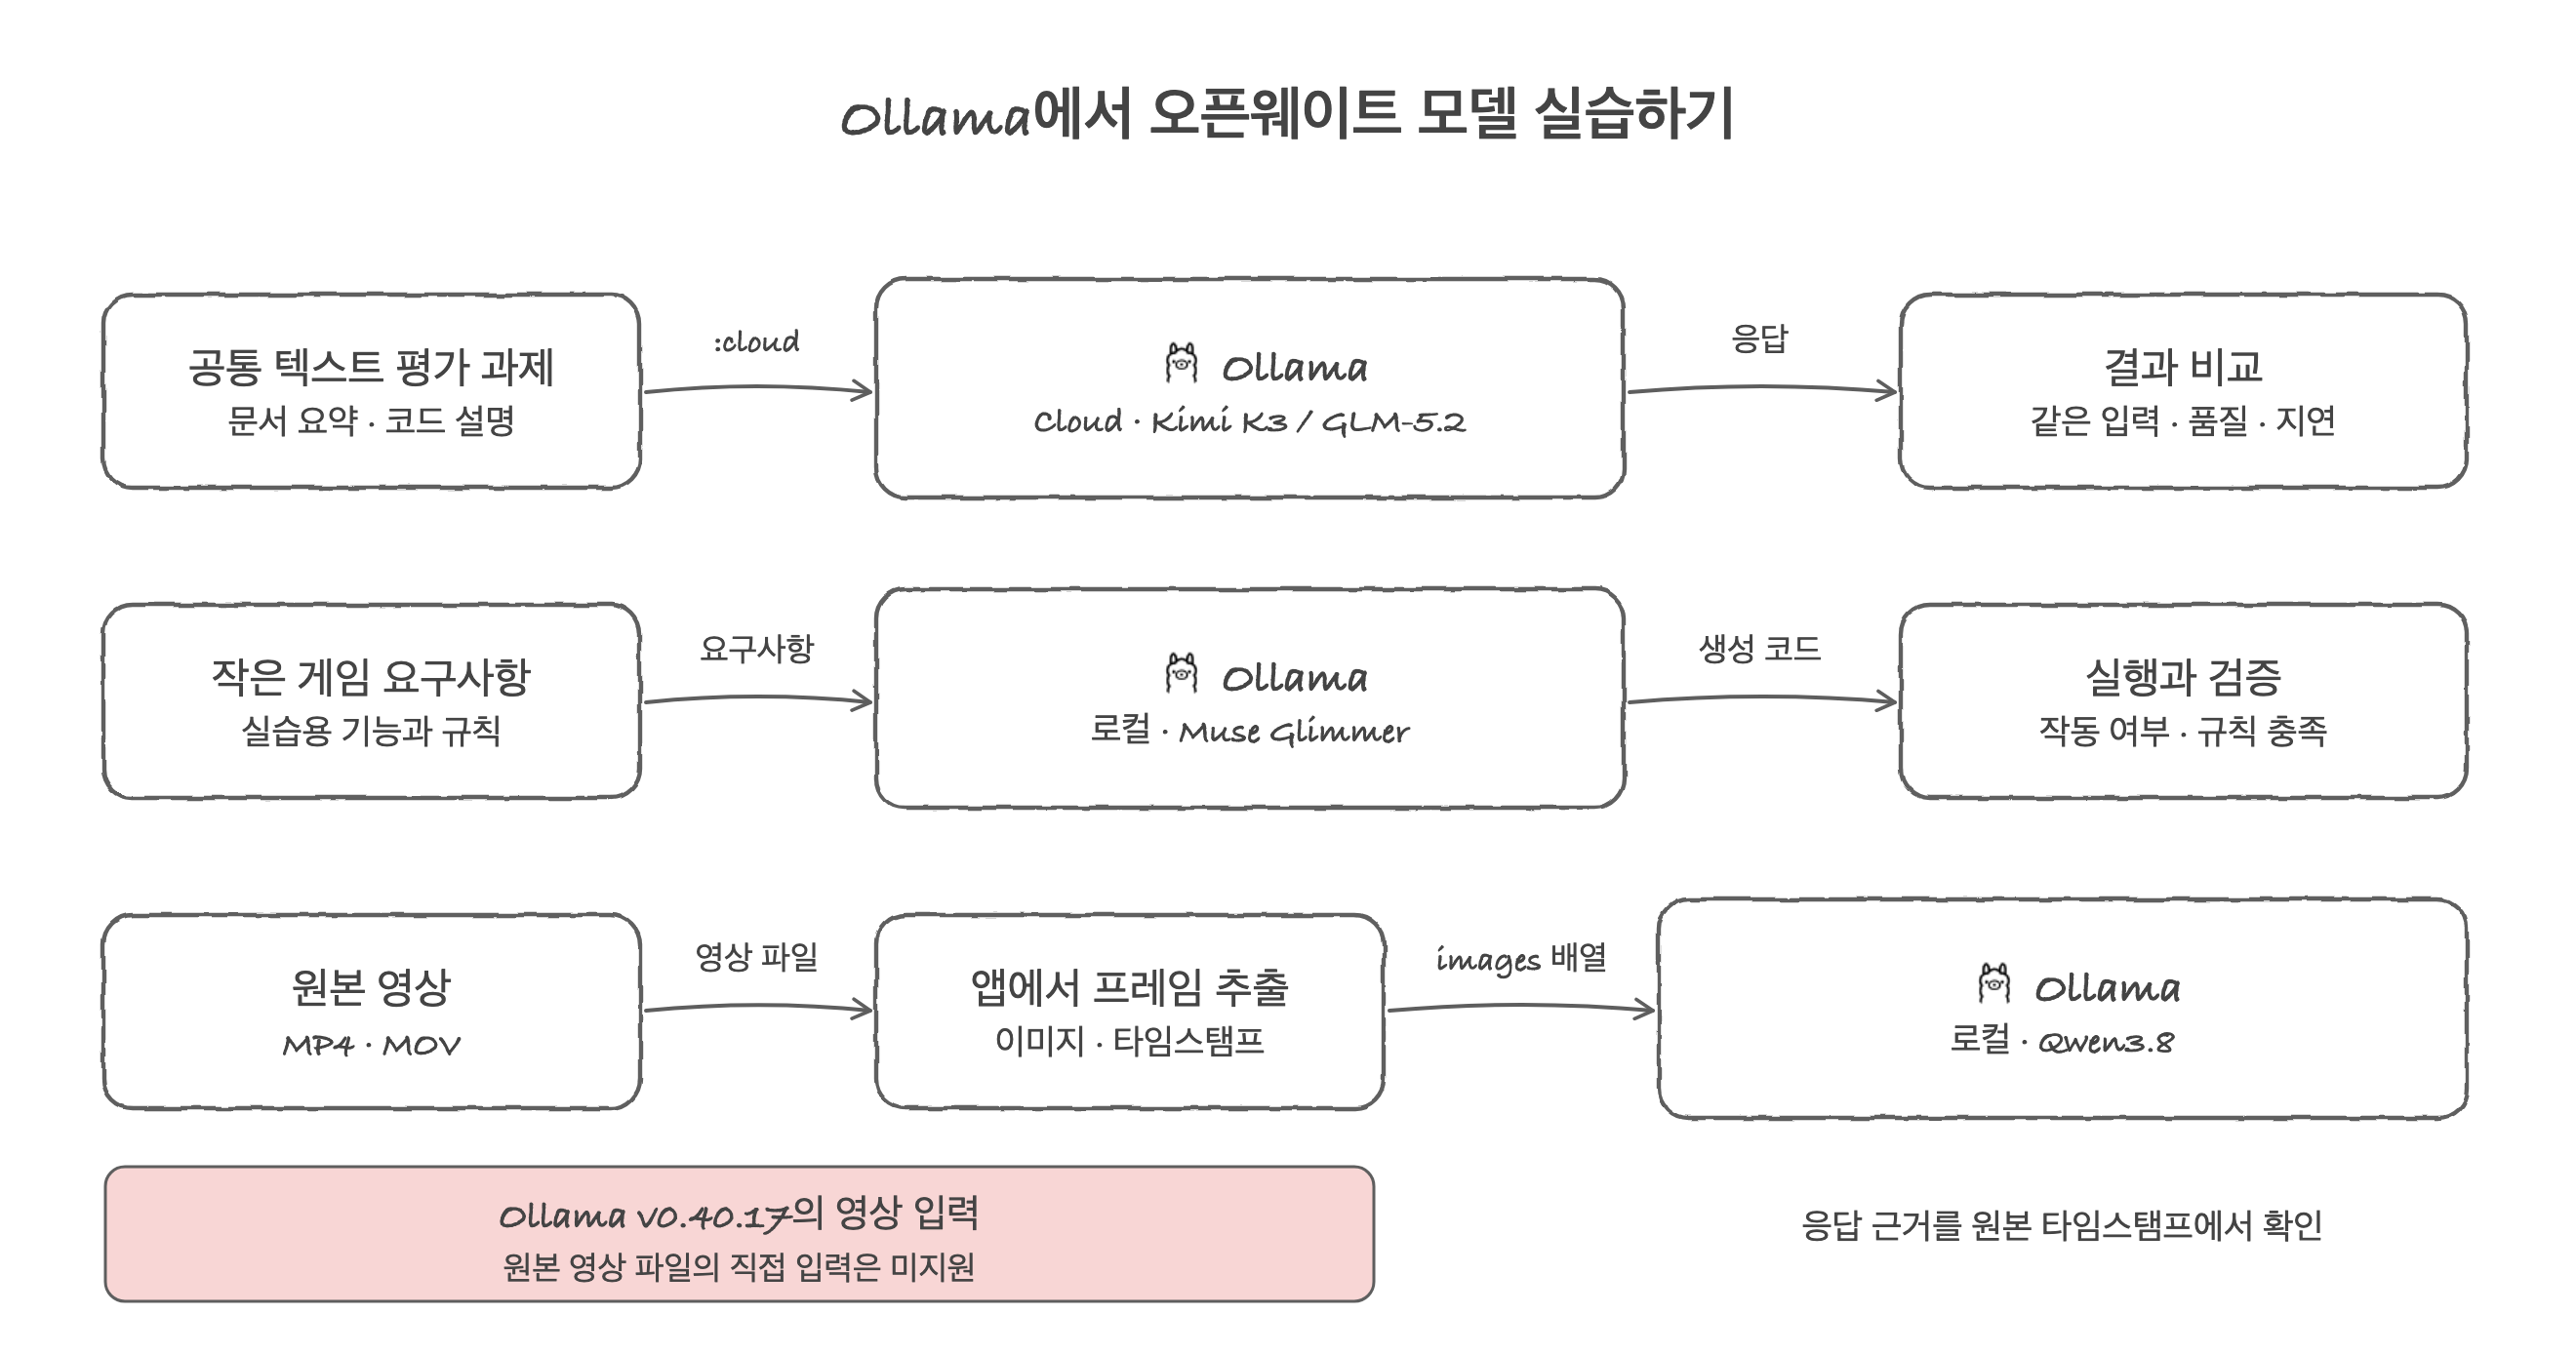 Ollama에서 오픈웨이트 모델 실습하기
공통 텍스트 평가 과제
문서 요약 · 코드 설명
:cloud
Ollama
Cloud · Kimi K3 / GLM-5.2
응답
결과 비교
같은 입력 · 품질 · 지연
작은 게임 요구사항
실습용 기능과 규칙
요구사항
Ollama
로컬 · Muse Glimmer
생성 코드
실행과 검증
작동 여부 · 규칙 충족
원본 영상
MP4 · MOV
영상 파일
앱에서 프레임 추출
이미지 · 타임스탬프
images 배열
Ollama
로컬 · Qwen3.8
Ollama v0.40.17의 영상 입력
원본 영상 파일의 직접 입력은 미지원
응답 근거를 원본 타임스탬프에서 확인